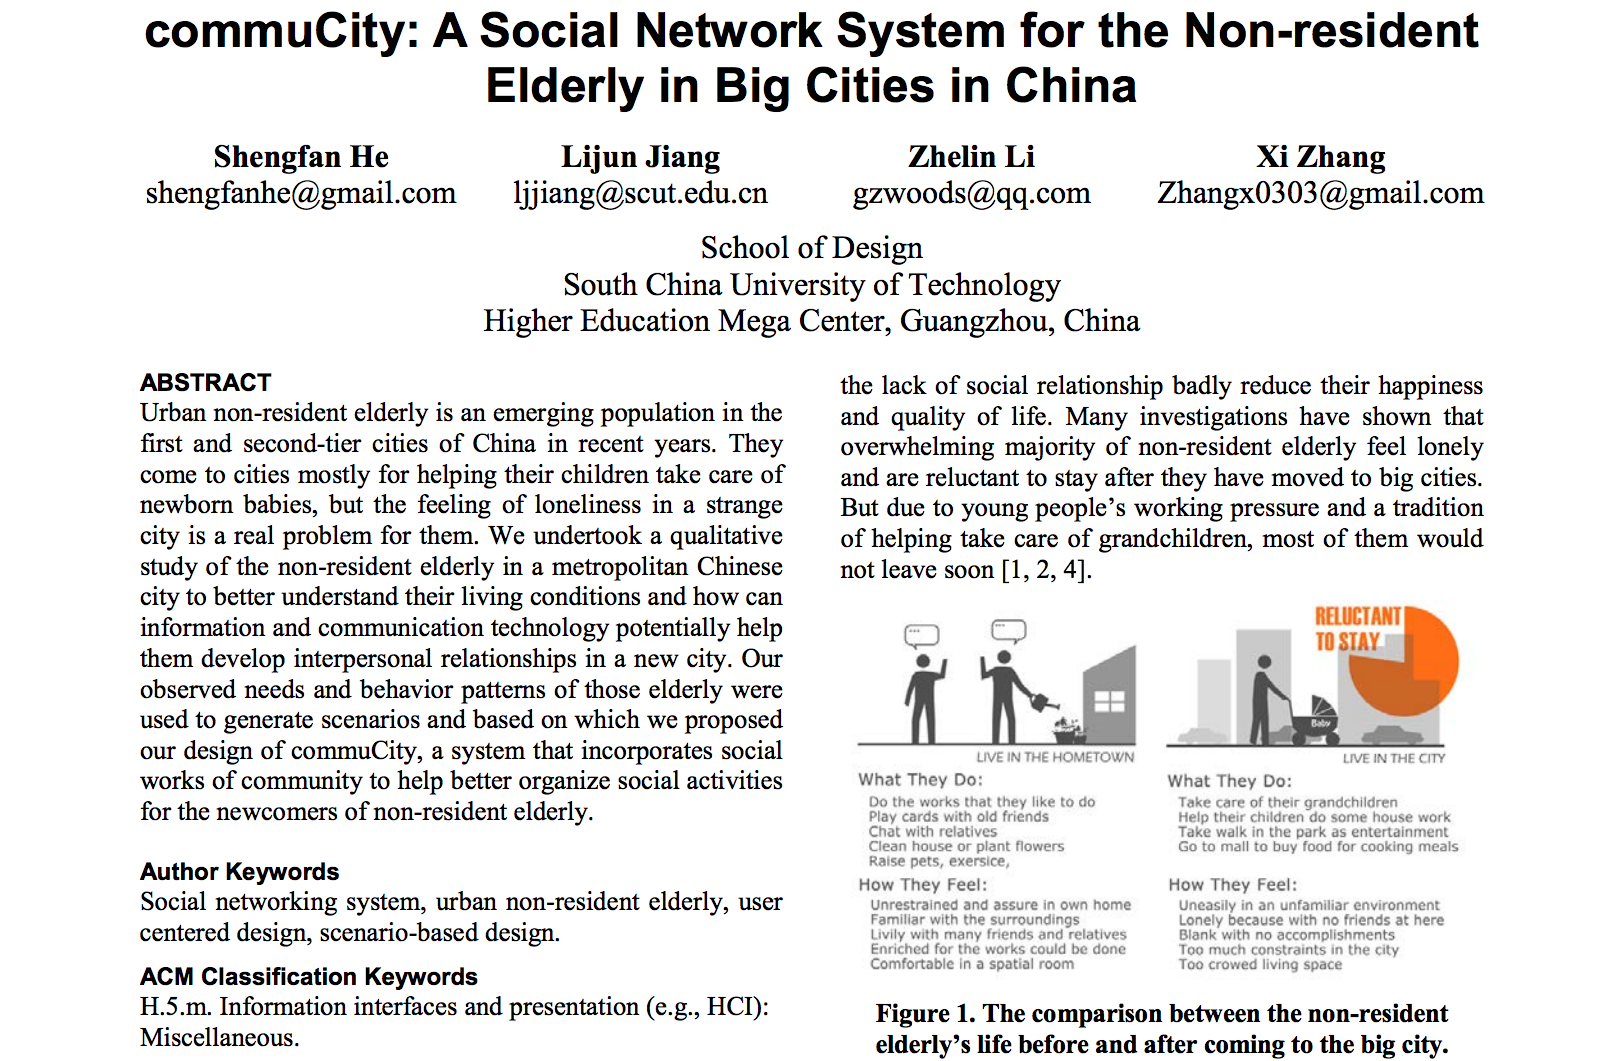 commuCity: A Social Network System for the Non-resident
Elderly in Big Cities in China
Shengfan He
shengfanhe@gmail.com
Lijun Jiang
ljjiang@scut.edu.cn
Zhelin Li
gzwoods@qq.com
Xi Zhang
Zhangx0303@gmail.com
School of Design
South China University of Technology
Higher Education Mega Center, Guangzhou, China
ABSTRACT
Urban non-resident elderly is an emerging population in the
first and second-tier cities of China in recent years. They
come to cities mostly for helping their children take care of
newborn babies, but the feeling of loneliness in a strange
city is a real problem for them. We undertook a qualitative
study of the non-resident elderly in a metropolitan Chinese
city to better understand their living conditions and how can
information and communication technology potentially help
them develop interpersonal relationships in a new city. Our
observed needs and behavior patterns of those elderly were
used to generate scenarios and based on which we proposed
our design of commuCity, a system that incorporates social
works of community to help better organize social activities
for the newcomers of non-resident elderly.
Author Keywords
Social networking system, urban non-resident elderly, user
centered design, scenario-based design.
ACM Classification Keywords
H.5.m. Information interfaces and presentation (e.g., HCI):
Miscellaneous.
the lack of social relationship badly reduce their happiness
and quality of life. Many investigations have shown that
overwhelming majority of non-resident elderly feel lonely
and are reluctant to stay after they have moved to big cities.
But due to young people's working pressure and a tradition
of helping take care of grandchildren, most of them would
not leave soon [1, 2, 4].
LIVE IN THE HOMETOWN
What They Do:
Do the works that they like to do
Play cards with old friends
Chat with relatives
Clean house or plant flowers
Raise pets, exersice,
How They Feel:
Unrestrained and assure in own home
Familiar with the surroundings
Livily with many friends and relatives
Enriched for the works could be done
Comfortable in a spatial room
RELUCTANT
TO STAY
Baby
LIVE IN THE CITY
What They Do:
Take care of their grandchildren
Help their children do some house work
Take walk in the park as entertainment
Go to mall to buy food for cooking meals
How They Feel:
Uneasily in an unfamiliar environment
Lonely because with no friends at here
Blank with no accomplishments
Too much constraints in the city
Too crowed living space
Figure 1. The comparison between the non-resident
elderly's life before and after coming to the big city.